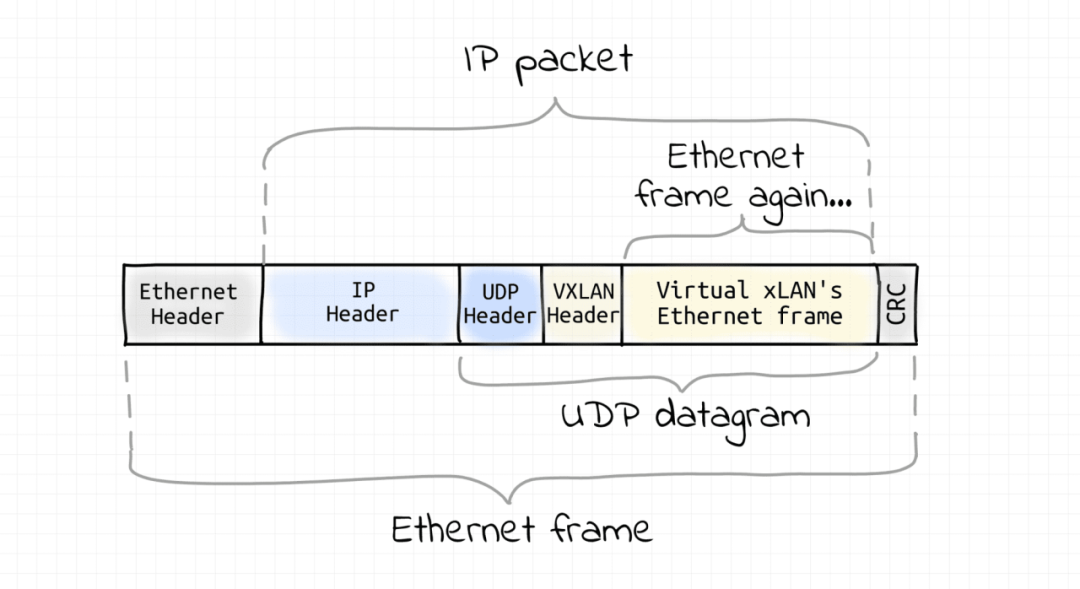 IP packet
Ethernet
frame again...
Ethernet
Header
IP
Header
UDP
Header
VXLAN
Header
Virtual xLAN's
Ethernet frame
CRC
UDP datagram
Ethernet frame